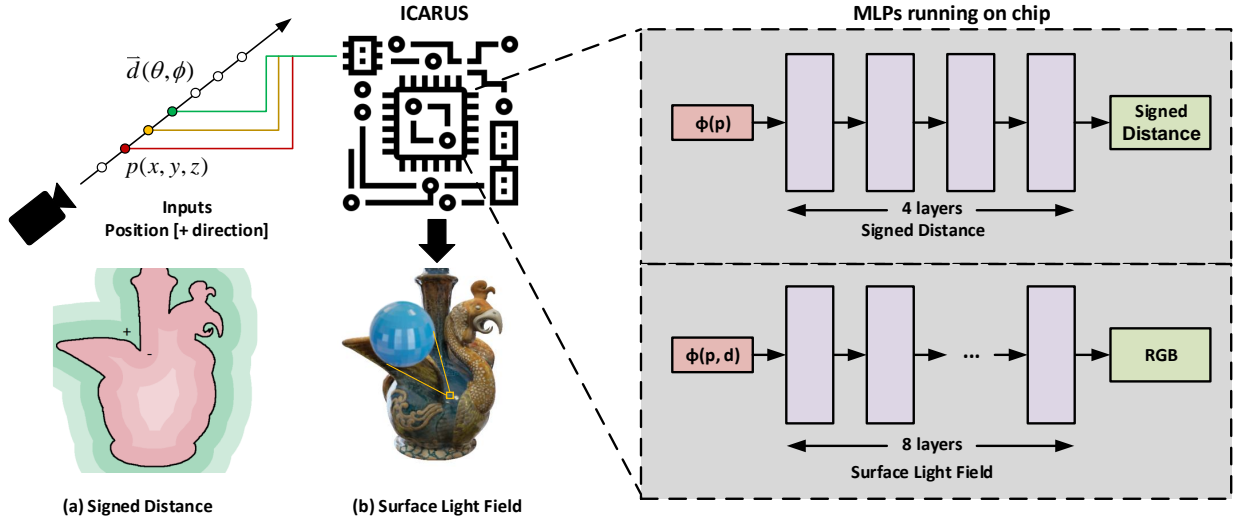 ICARUS
MLPs running on chip
d⃗(θ, ϕ)
p(x, y, z)
Inputs
Position [+ direction]
+
-
(a) Signed Distance
(b) Surface Light Field
ϕ(p)
Signed
Distance
4 layers
Signed Distance
ϕ(p, d)
...
RGB
8 layers
Surface Light Field